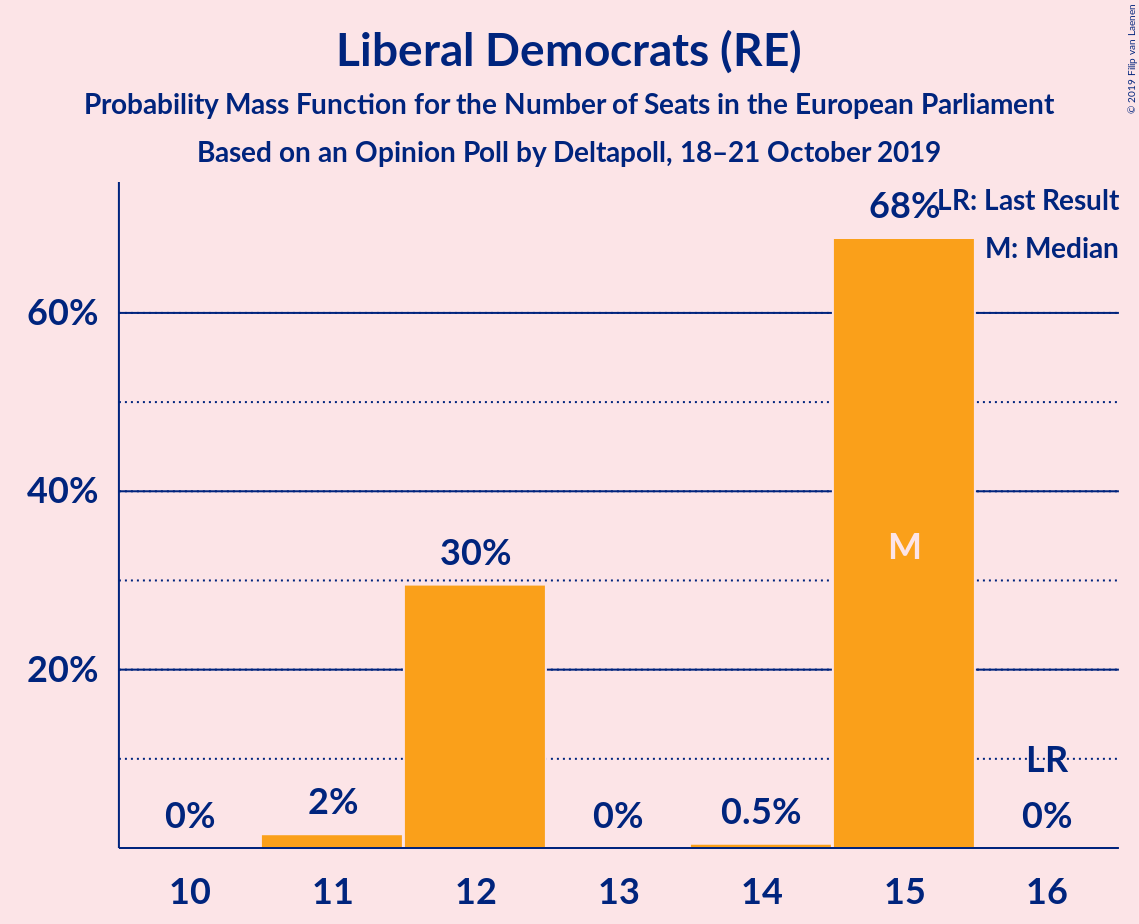 Liberal Democrats (RE)
Probability Mass Function for the Number of Seats in the European Parliament
Based on an Opinion Poll by Deltapoll, 18–21 October 2019
© 2019 Filip van Laenen
LR: Last Result
M: Median
60%
40%
20%
0%
2%
30%
0%
0.5%
68%
M
LR
0%
10
11
12
13
14
15
16